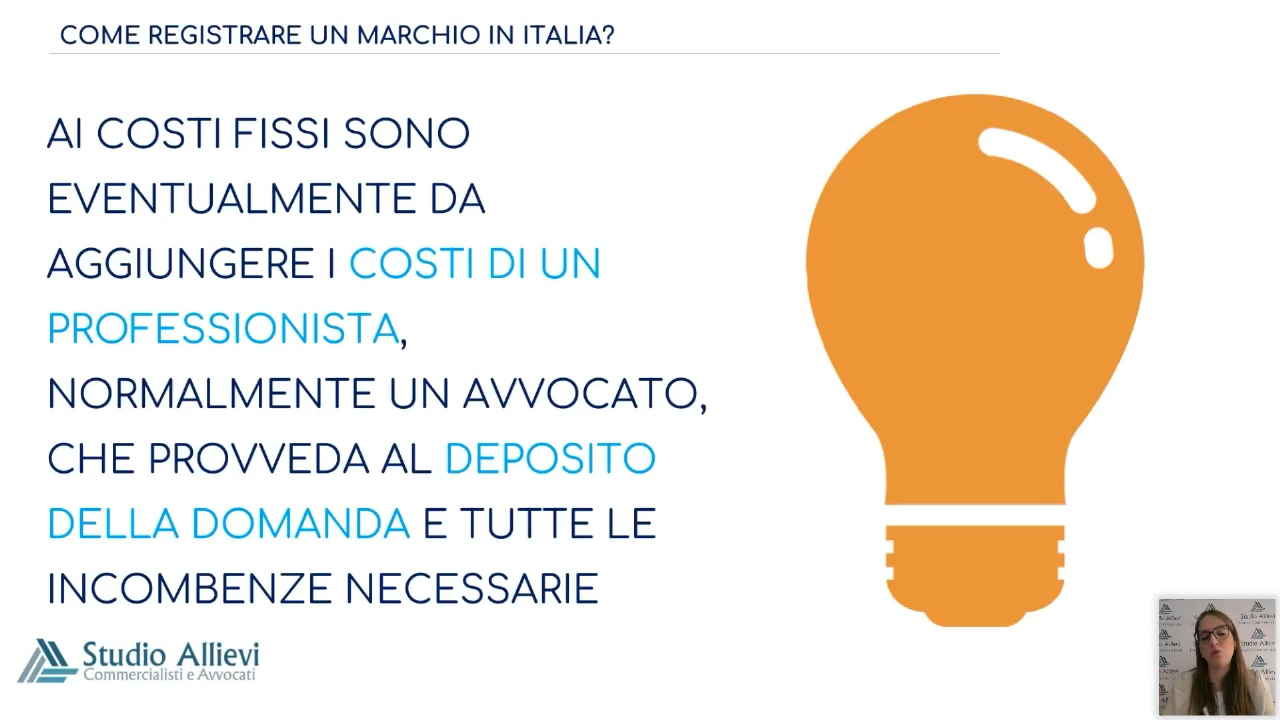 COME REGISTRARE UN MARCHIO IN ITALIA?
AI COSTI FISSI SONO
EVENTUALMENTE DA
AGGIUNGERE I COSTI DI UN
PROFESSIONISTA,
NORMALMENTE UN AVVOCATO,
CHE PROVVEDA AL DEPOSITO
DELLA DOMANDA E TUTTE LE
INCOMBENZE NECESSARIE
Studio Allievi
Commercialisti e Avvocati